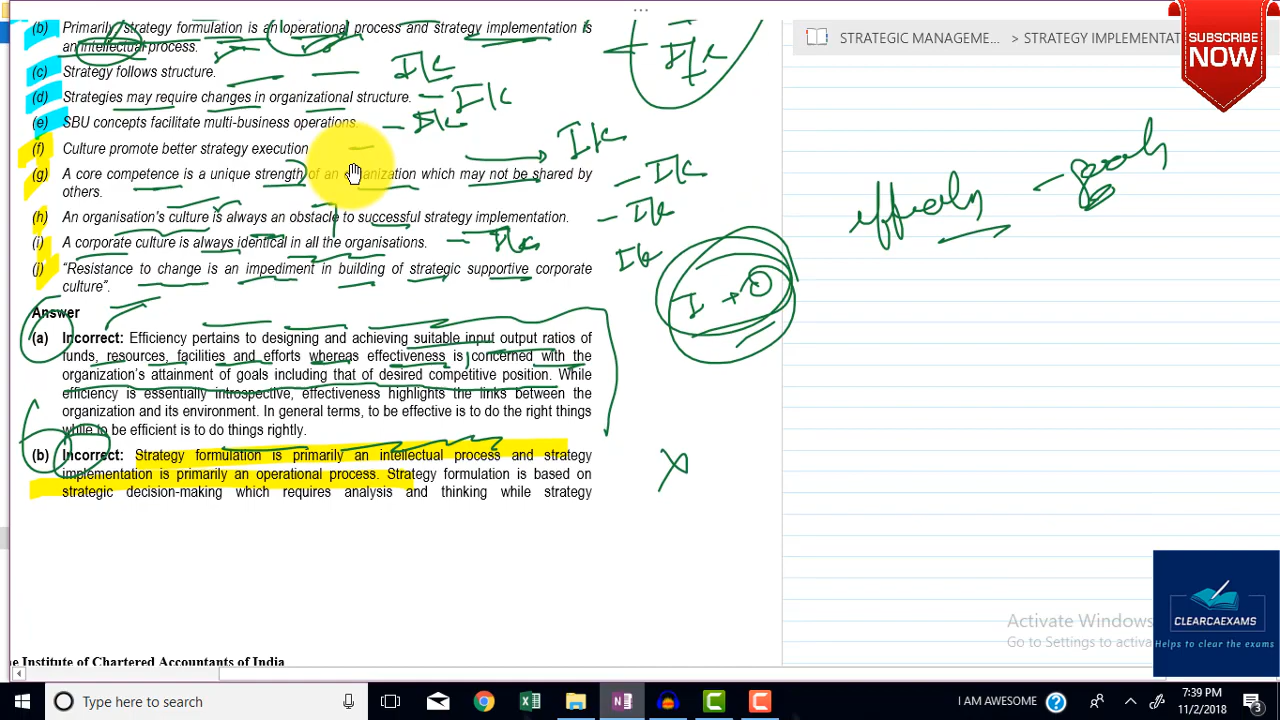 (b) Primarily strategy formulation is an operational process and strategy implementation is
an intellectual process.
(c) Strategy follows structure.
(d) Strategies may require changes in organizational structure.
(e) SBU concepts facilitate multi-business operations.
(f) Culture promote better strategy execution
(g) A core competence is a unique strength of an organization which may not be shared by
others.
(h) An organisation's culture is always an obstacle to successful strategy implementation.
(i) A corporate culture is always identical in all the organisations.
(j) "Resistance to change is an impediment in building of strategic supportive corporate
culture".
Answer
(a) Incorrect: Efficiency pertains to designing and achieving suitable input output ratios of
funds, resources, facilities and efforts whereas effectiveness is concerned with the
organization's attainment of goals including that of desired competitive position. While
efficiency is essentially introspective, effectiveness highlights the links between the
organization and its environment. In general terms, to be effective is to do the right things
while to be efficient is to do things rightly.
(b) Incorrect: Strategy formulation is primarily an intellectual process and strategy
implementation is primarily an operational process. Strategy formulation is based on
strategic decision-making which requires analysis and thinking while strategy
e Institute of Chartered Accountants of India
I/C
I/C
I/C
I/C
I/C
I + O
- goals
STRATEGIC MANAGEME... > STRATEGY IMPLEMENTAT
SUBSCRIBE
NOW
Activate Windows
Go to Settings to activa
CLEARCAEXAMS
Helps to clear the exams
Type here to search
I AM AWESOME
7:39 PM
11/2/2018
3